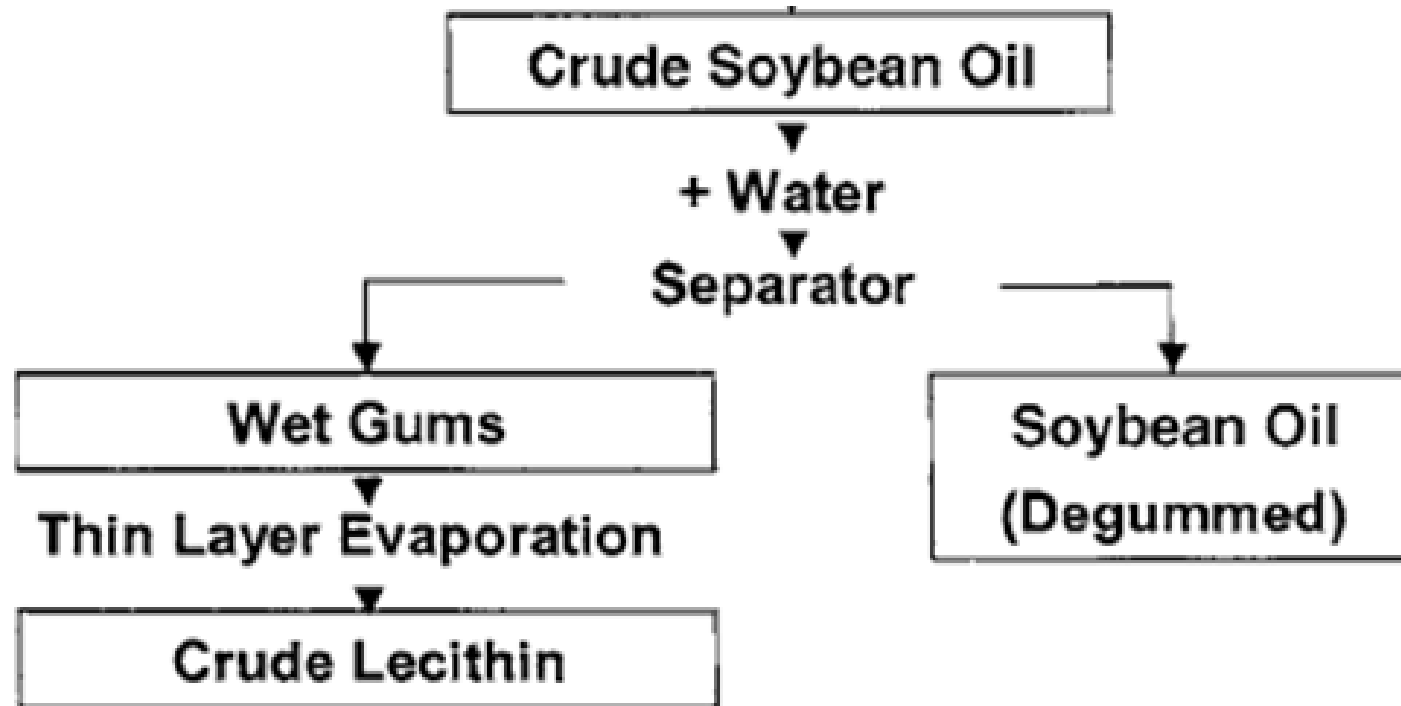 Crude Soybean Oil
+ Water
Separator
Wet Gums
Soybean Oil
(Degummed)
Thin Layer Evaporation
Crude Lecithin